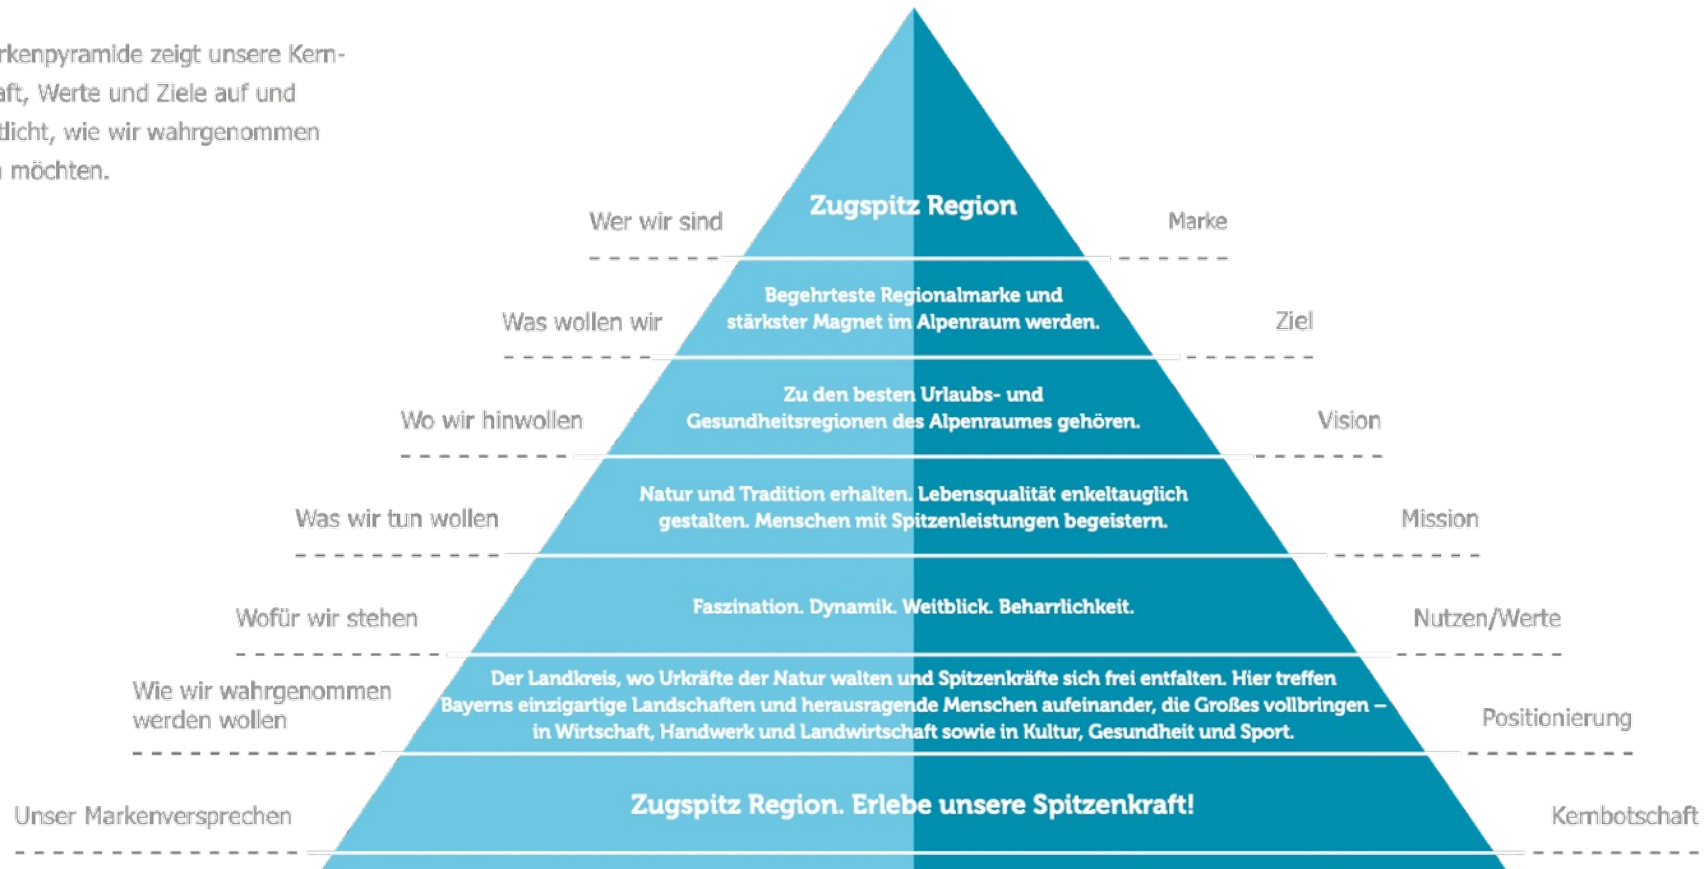 rkenpyramide zeigt unsere Kern-
aft, Werte und Ziele auf und
tlicht, wie wir wahrgenommen
möchten.
Wer wir sind
Zugspitz Region
Marke
Was wollen wir
Begehrteste Regionalmarke und
stärkster Magnet im Alpenraum werden.
Ziel
Wo wir hinwollen
Zu den besten Urlaubs- und
Gesundheitsregionen des Alpenraumes gehören.
Vision
Was wir tun wollen
Natur und Tradition erhalten. Lebensqualität enkeltauglich
gestalten. Menschen mit Spitzenleistungen begeistern.
Mission
Wofür wir stehen
Faszination. Dynamik. Weitblick. Beharrlichkeit.
Nutzen/Werte
Wie wir wahrgenommen
werden wollen
Der Landkreis, wo Urkräfte der Natur walten und Spitzenkräfte sich frei entfalten. Hier treffen
Bayerns einzigartige Landschaften und herausragende Menschen aufeinander, die Großes vollbringen –
in Wirtschaft, Handwerk und Landwirtschaft sowie in Kultur, Gesundheit und Sport.
Positionierung
Unser Markenversprechen
Zugspitz Region. Erlebe unsere Spitzenkraft!
Kernbotschaft